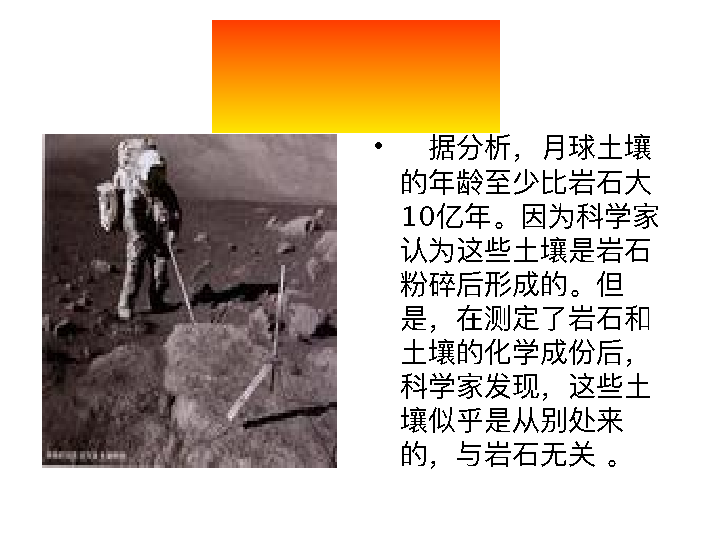 • 据分析，月球土壤
的年龄至少比岩石大
10亿年。因为科学家
认为这些土壤是岩石
粉碎后形成的。但
是，在测定了岩石和
土壤的化学成份后，
科学家发现，这些土
壤似乎是从别处来
的，与岩石无关 。